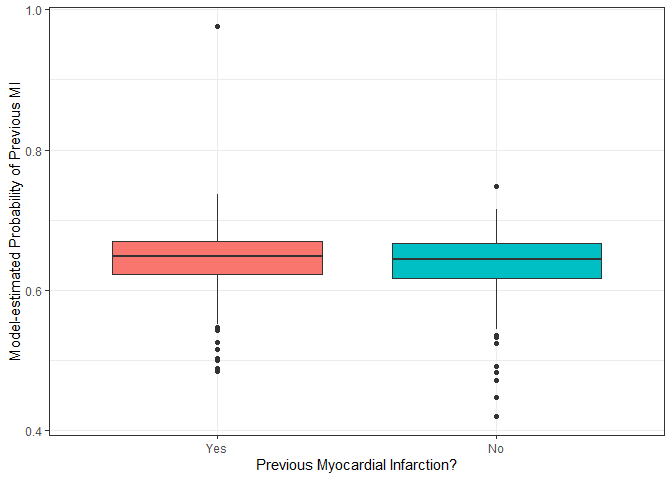 Model-estimated Probability of Previous MI
1.0
0.8
0.6
0.4
Yes
No
Previous Myocardial Infarction?